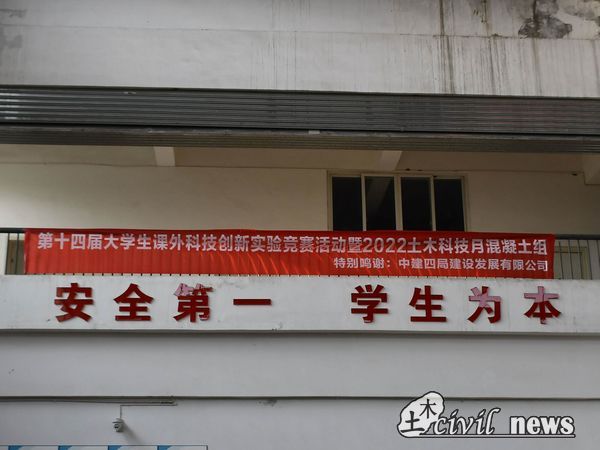 第十四届大学生课外科技创新实验竞赛活动暨2022土木科技月混凝土组
特别鸣谢：中建四局建设发展有限公司
安全第一 学生为本
土木civil news